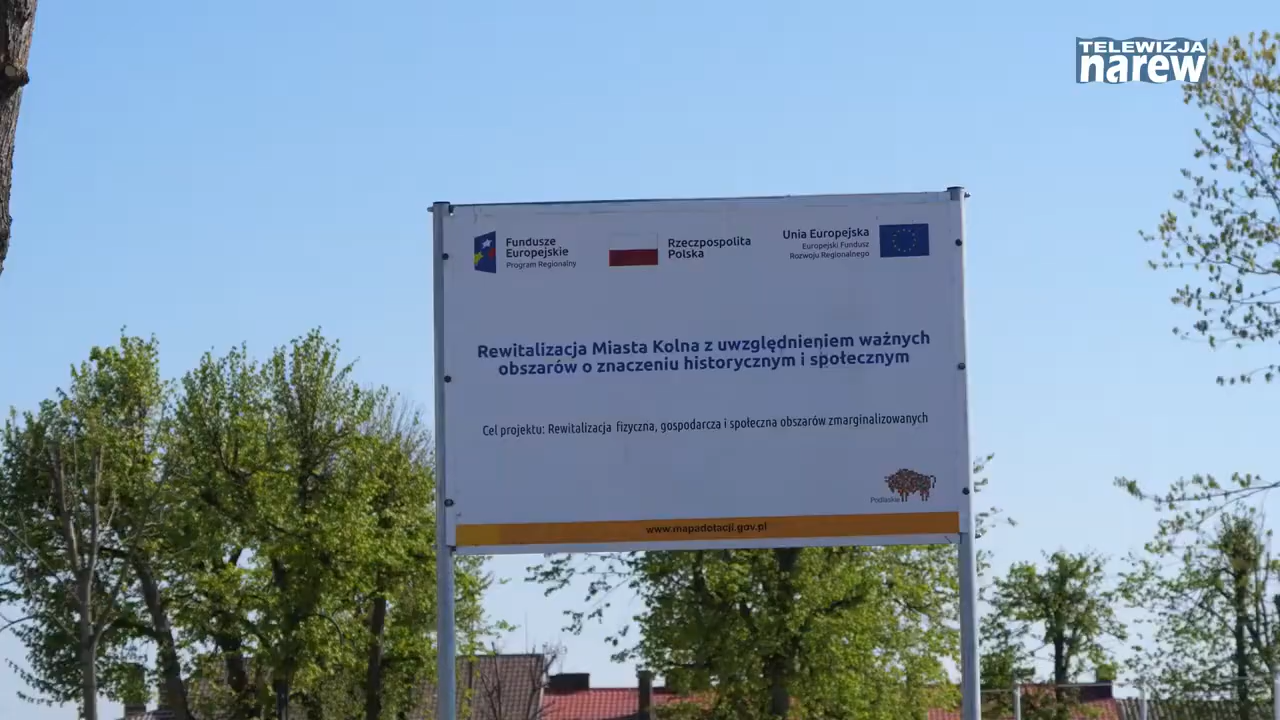 TELEWIZJA
narew
Fundusze
Europejskie
Program Regionalny
Rzeczpospolita
Polska
Unia Europejska
Europejski Fundusz
Rozwoju Regionalnego
Rewitalizacja Miasta Kolna z uwzględnieniem ważnych
obszarów o znaczeniu historycznym i społecznym
Cel projektu: Rewitalizacja fizyczna, gospodarcza i społeczna obszarów zmarginalizowanych
Podlaskie
www.mapadotacji.gov.pl